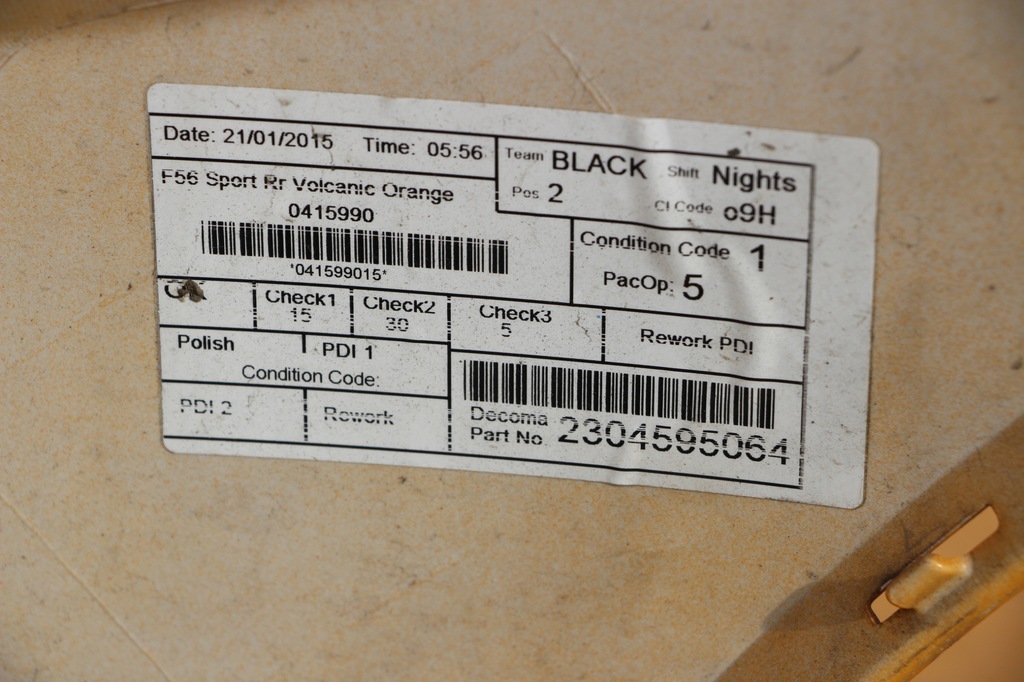 Date: 21/01/2015 Time: 05:56
Team BLACK Shift Nights
Pos 2 CI Code o9H
F56 Sport Rr Volcanic Orange
0415990
*041599015*
Condition Code 1
PacOp: 5
Check1 Check2 Check3 Rework PDI
15 30 5
Polish PDI 1
Condition Code:
PDI 2 Rework
Decoma
Part No. 2304595064